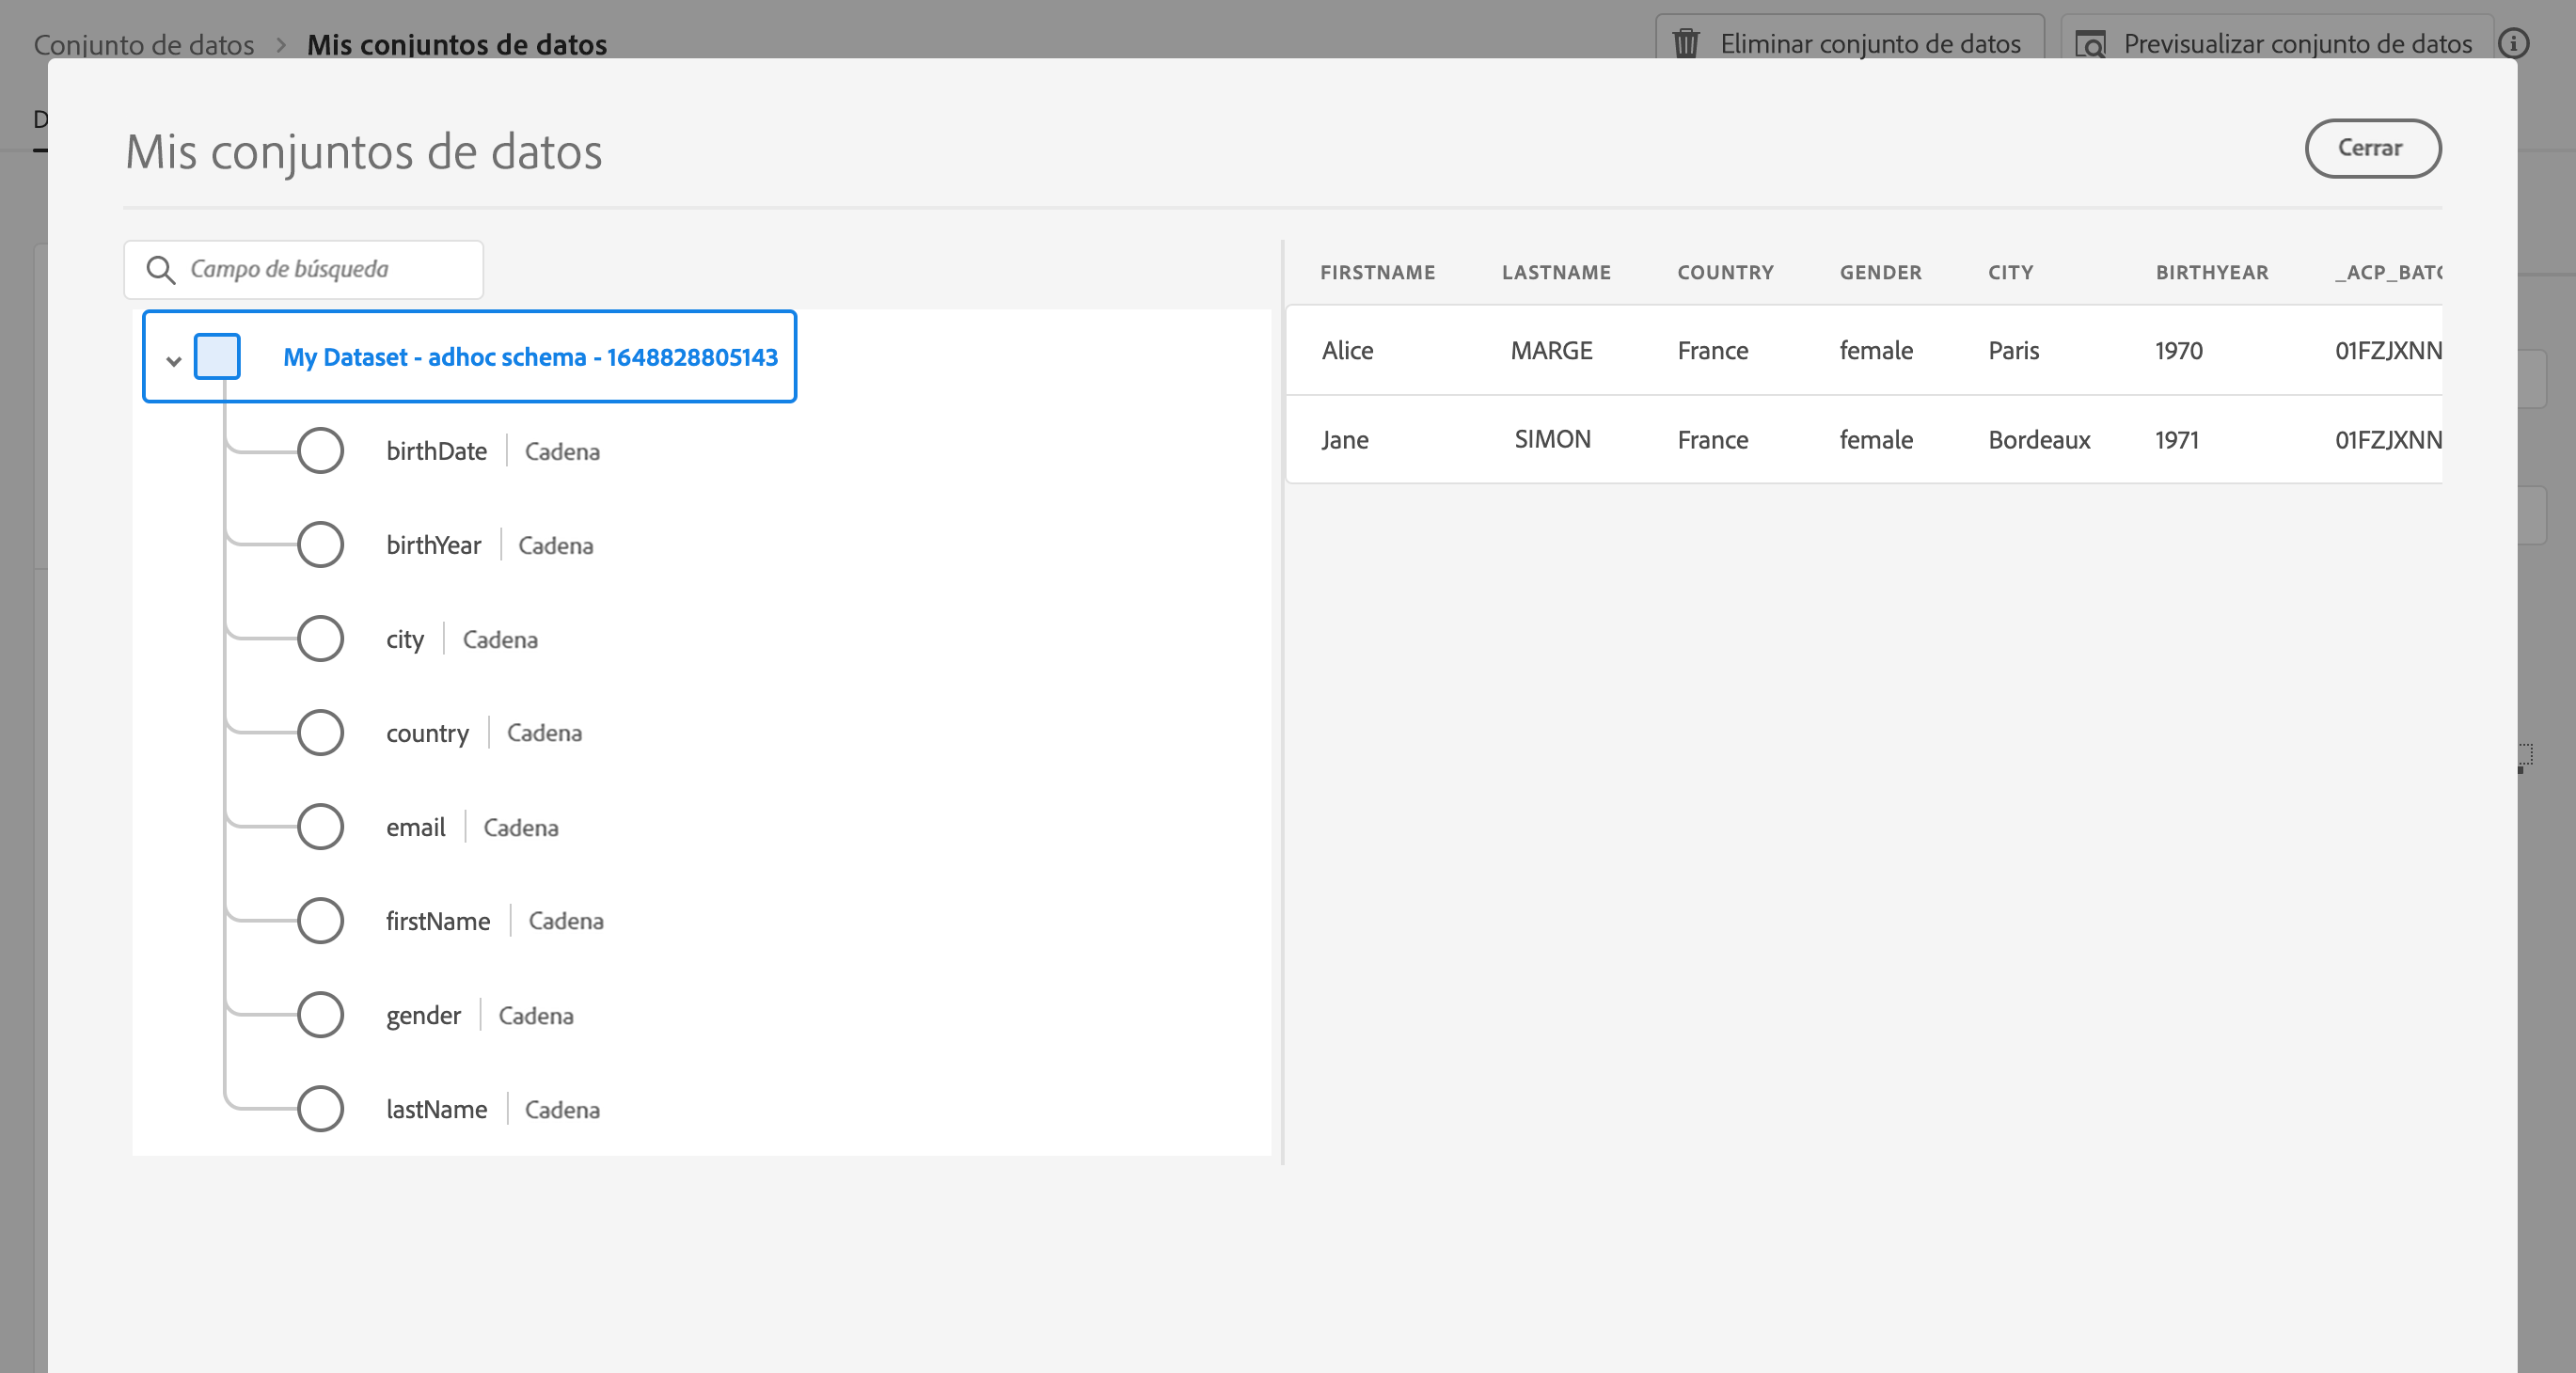 Conjunto de datos > Mis conjuntos de datos
Eliminar conjunto de datos
Previsualizar conjunto de datos
D
Mis conjuntos de datos
Cerrar
Campo de búsqueda
My Dataset - adhoc schema - 1648828805143
birthDate Cadena
birthYear Cadena
city Cadena
country Cadena
email Cadena
firstName Cadena
gender Cadena
lastName Cadena
FIRSTNAME LASTNAME COUNTRY GENDER CITY BIRTHYEAR _ACP_BATC
Alice MARGE France female Paris 1970 01FZJXNN
Jane SIMON France female Bordeaux 1971 01FZJXNN